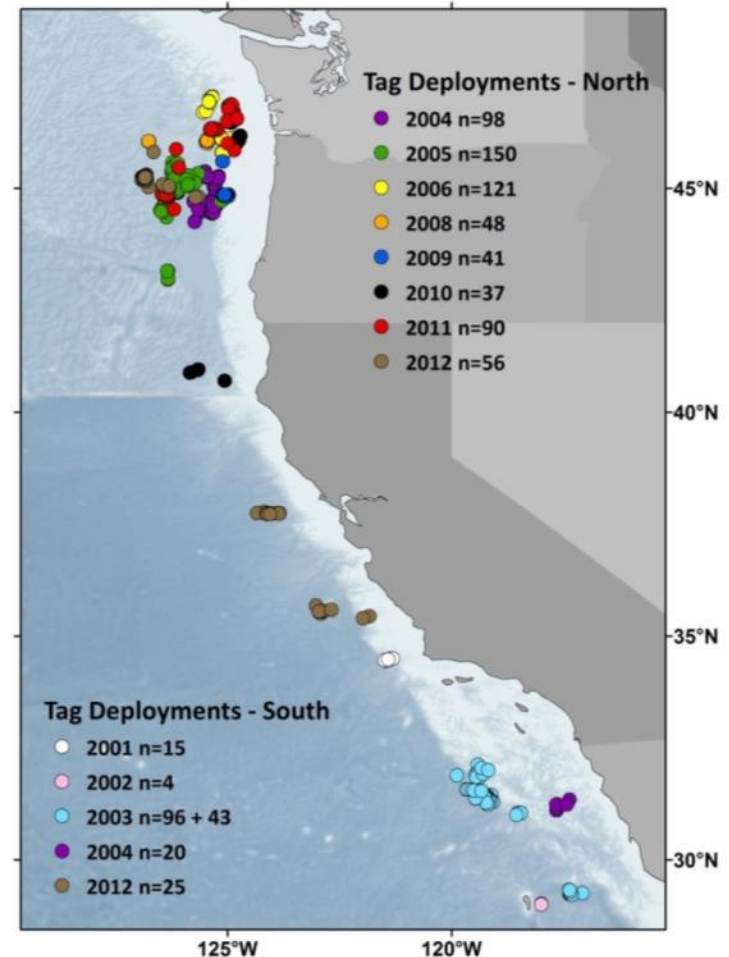 Tag Deployments - North
2004 n=98
2005 n=150
2006 n=121
2008 n=48
2009 n=41
2010 n=37
2011 n=90
2012 n=56
45°N
40°N
35°N
Tag Deployments - South
2001 n=15
2002 n=4
2003 n=96 + 43
2004 n=20
2012 n=25
30°N
125°W
120°W